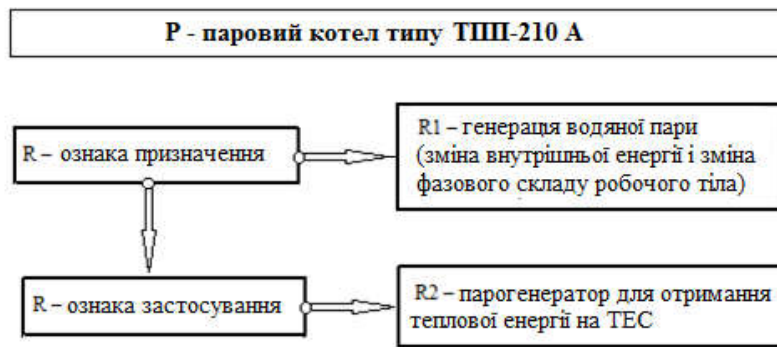 P - паровий котел типу ТПП-210 А
R – ознака призначення
R1 – генерація водяної пари
(зміна внутрішньої енергії і зміна
фазового складу робочого тіла)
R – ознака застосування
R2 – парогенератор для отримання
теплової енергії на ТЕС